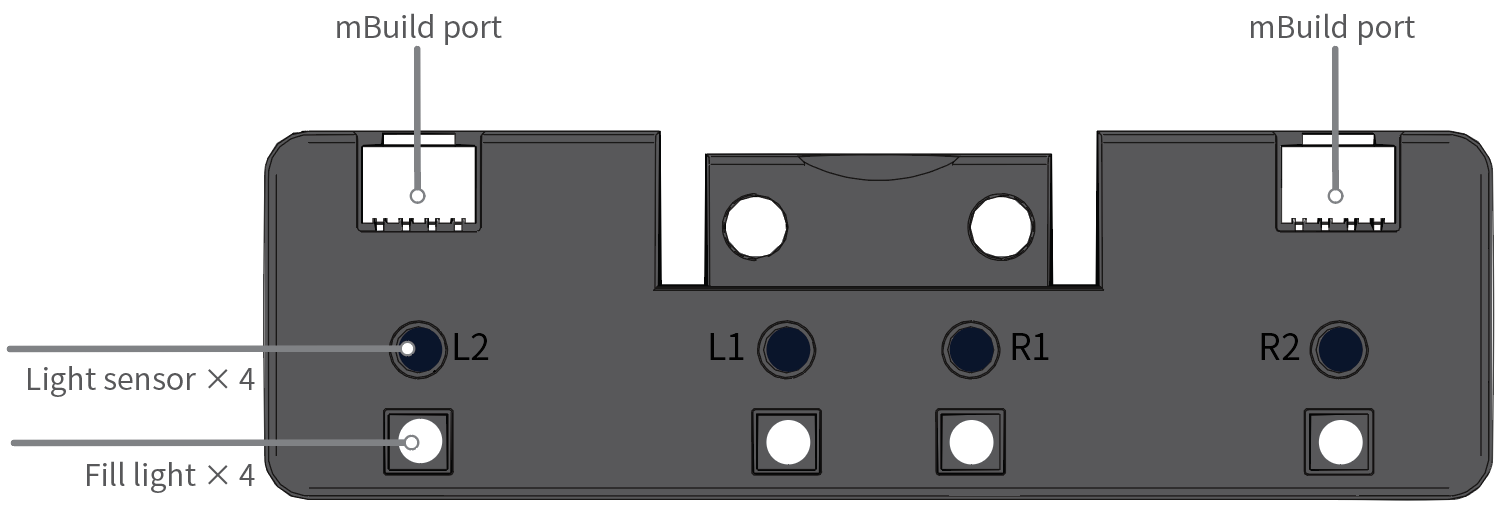 mBuild port
mBuild port
L2
L1
R1
R2
Light sensor × 4
Fill light × 4